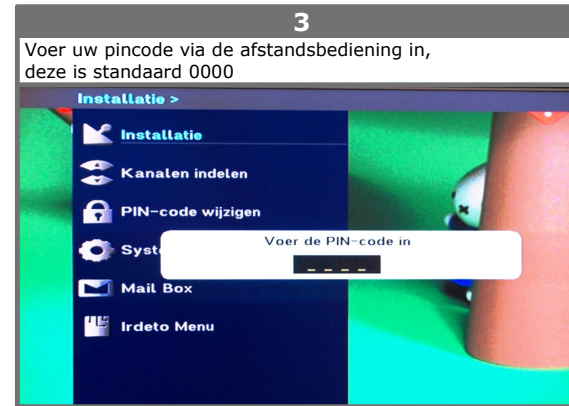 3
Voer uw pincode via de afstandsbediening in,
deze is standaard 0000
Installatie >
Installatie
Kanalen indelen
PIN-code wijzigen
Syst
Voer de PIN-code in
Mail Box
Irdeto Menu